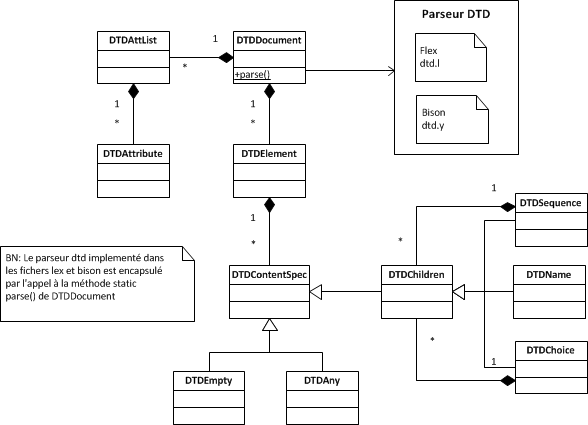 Parseur DTD
DTDAttList
1
DTDDocument
*
+parse()
Flex
dtd.l
1
*
1
*
Bison
dtd.y
DTDAttribute
DTDElement
1
*
1
DTDSequence
*
BN: Le parseur dtd implementé dans
les fichers lex et bison est encapsulé
par l'appel à la méthode static
parse() de DTDDocument
DTDContentSpec
DTDChildren
DTDName
*
1
DTDChoice
DTDEmpty
DTDAny